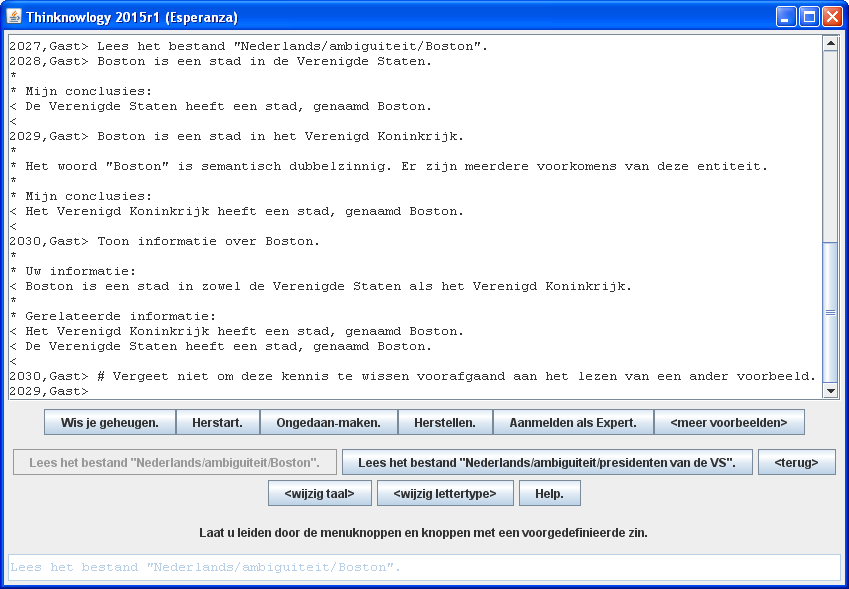 Thinknowlogy 2015r1 (Esperanza)
2027,Gast> Lees het bestand "Nederlands/ambiguiteit/Boston".
2028,Gast> Boston is een stad in de Verenigde Staten.
*
* Mijn conclusies:
< De Verenigde Staten heeft een stad, genaamd Boston.
<
2029,Gast> Boston is een stad in het Verenigd Koninkrijk.
*
* Het woord "Boston" is semantisch dubbelzinnig. Er zijn meerdere voorkomens van deze entiteit.
*
* Mijn conclusies:
< Het Verenigd Koninkrijk heeft een stad, genaamd Boston.
<
2030,Gast> Toon informatie over Boston.
*
* Uw informatie:
< Boston is een stad in zowel de Verenigde Staten als het Verenigd Koninkrijk.
*
* Gerelateerde informatie:
< Het Verenigd Koninkrijk heeft een stad, genaamd Boston.
< De Verenigde Staten heeft een stad, genaamd Boston.
<
2030,Gast> # Vergeet niet om deze kennis te wissen voorafgaand aan het lezen van een ander voorbeeld.
2029,Gast>
Wis je geheugen. Herstart. Ongedaan-maken. Herstellen. Aanmelden als Expert. <meer voorbeelden>
Lees het bestand "Nederlands/ambiguiteit/Boston". Lees het bestand "Nederlands/ambiguiteit/presidenten van de VS". <terug>
<wijzig taal> <wijzig lettertype> Help.
Laat u leiden door de menuknoppen en knoppen met een voorgedefinieerde zin.
Lees het bestand "Nederlands/ambiguiteit/Boston".